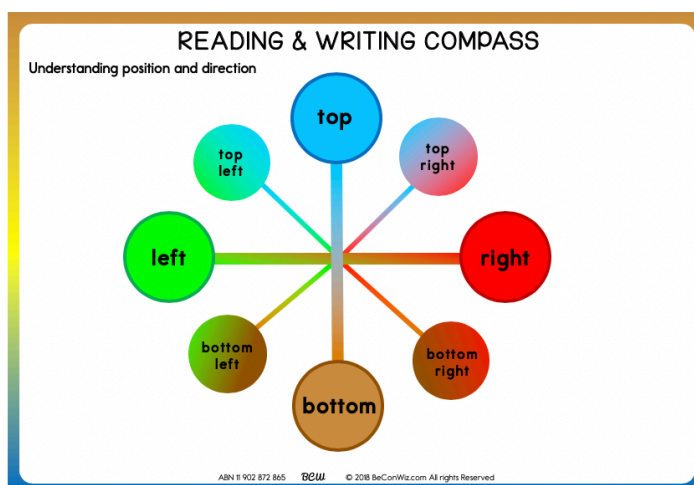 READING & WRITING COMPASS
Understanding position and direction
top
top
left
top
right
left
right
bottom
left
bottom
right
bottom
ABN 11 902 872 865 BCW © 2018 BeConWiz.com All rights Reserved